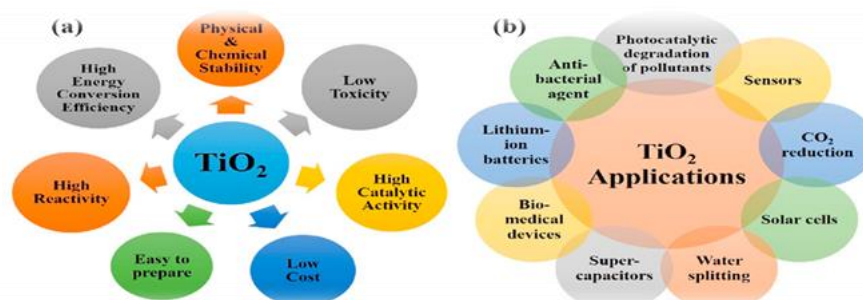 (a)
Physical
&
Chemical
Stability
High
Energy
Conversion
Efficiency
Low
Toxicity
TiO₂
High
Reactivity
High
Catalytic
Activity
Easy to
prepare
Low
Cost
(b)
Photocatalytic
degradation
of pollutants
Anti-
bacterial
agent
Sensors
Lithium-
ion
batteries
CO₂
reduction
TiO₂
Applications
Bio-
medical
devices
Solar cells
Super-
capacitors
Water
splitting